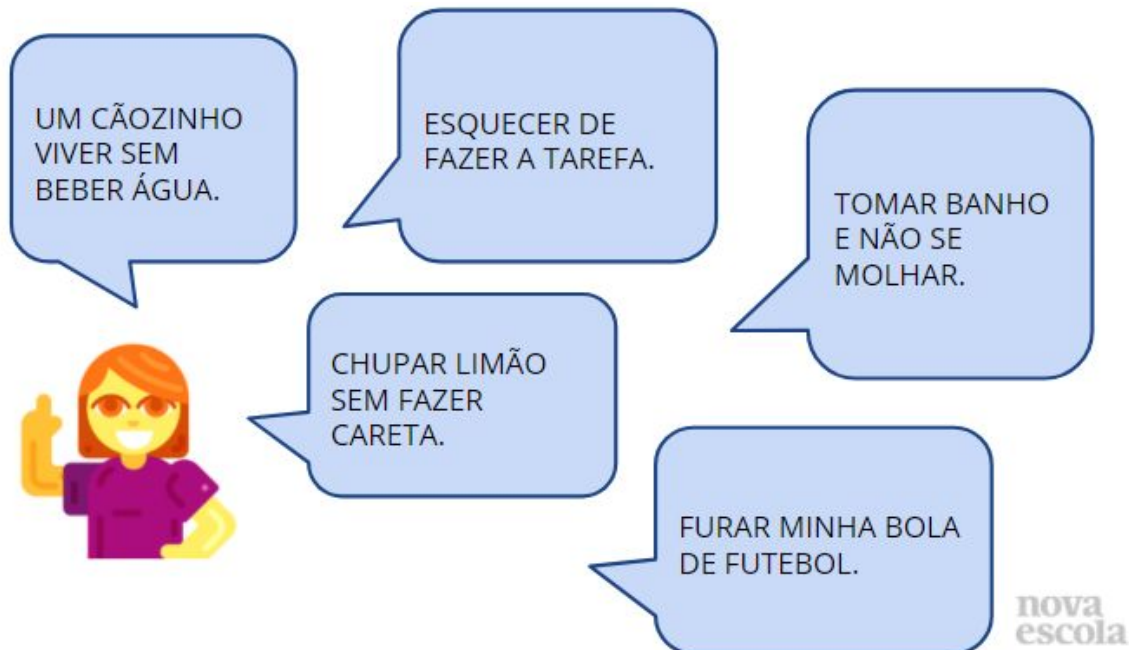 UM CÃOZINHO
VIVER SEM
BEBER ÁGUA.
ESQUECER DE
FAZER A TAREFA.
TOMAR BANHO
E NÃO SE
MOLHAR.
CHUPAR LIMÃO
SEM FAZER
CARETA.
FURAR MINHA BOLA
DE FUTEBOL.
nova
escola